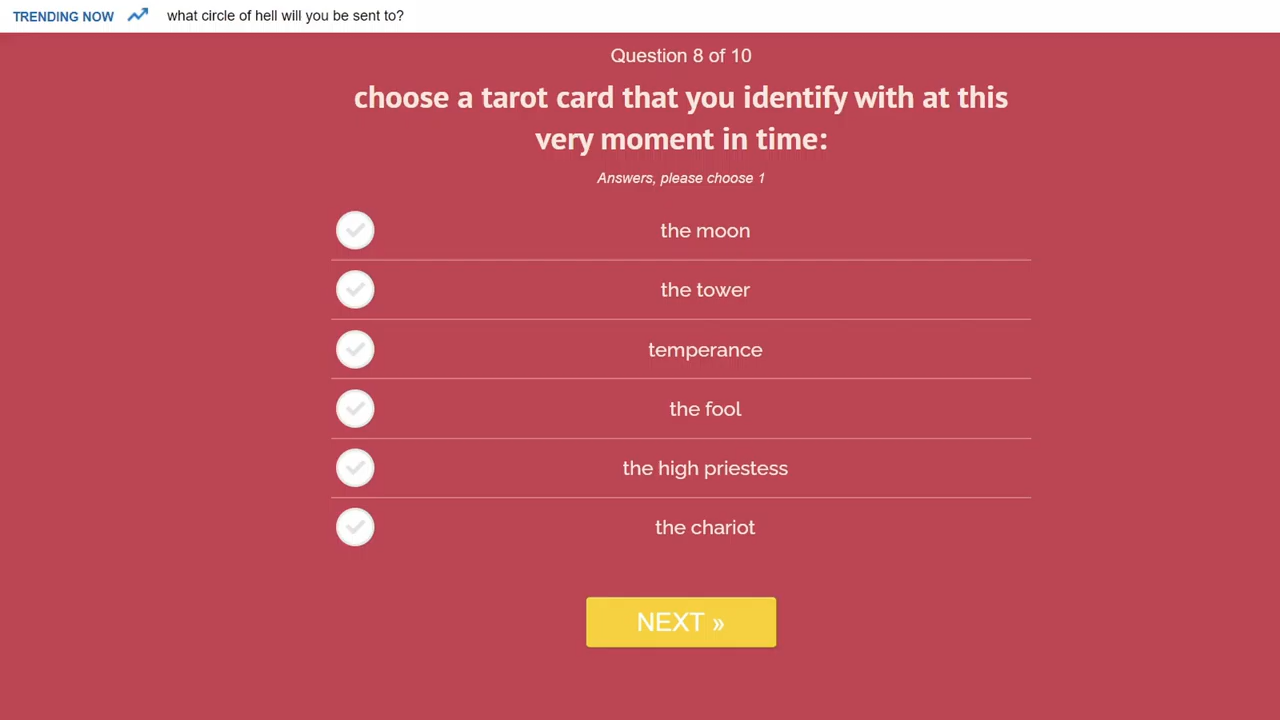 TRENDING NOW what circle of hell will you be sent to?
Question 8 of 10
choose a tarot card that you identify with at this
very moment in time:
Answers, please choose 1
the moon
the tower
temperance
the fool
the high priestess
the chariot
NEXT »